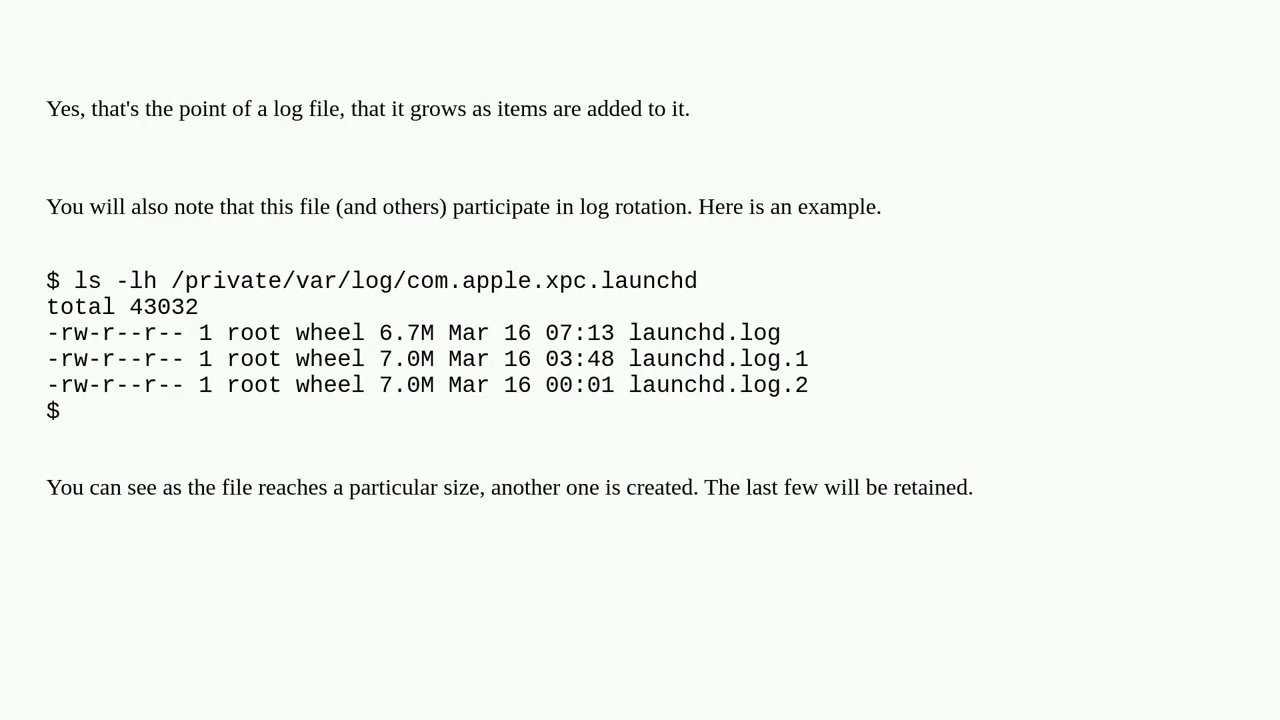 Yes, that's the point of a log file, that it grows as items are added to it.
You will also note that this file (and others) participate in log rotation. Here is an example.
$ ls -lh /private/var/log/com.apple.xpc.launchd
total 43032
-rw-r--r-- 1 root wheel 6.7M Mar 16 07:13 launchd.log
-rw-r--r-- 1 root wheel 7.0M Mar 16 03:48 launchd.log.1
-rw-r--r-- 1 root wheel 7.0M Mar 16 00:01 launchd.log.2
$
You can see as the file reaches a particular size, another one is created. The last few will be retained.